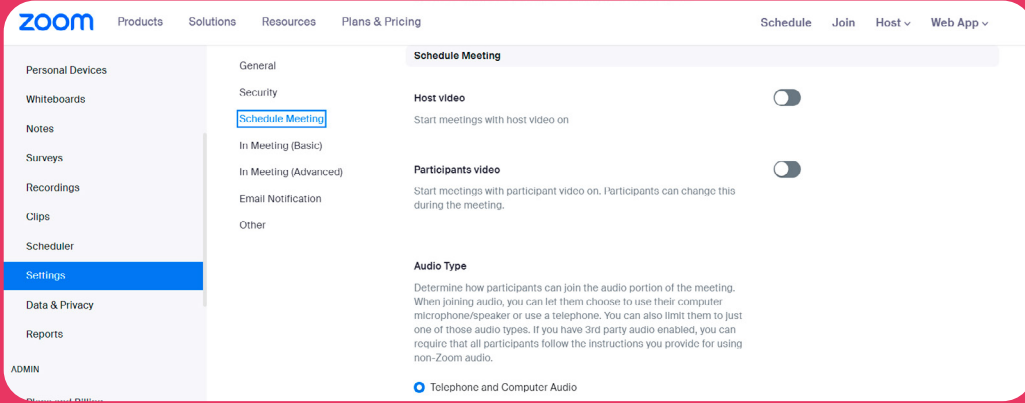 zoom
Products Solutions Resources Plans & Pricing
Schedule Join Host Web App
Personal Devices
Whiteboards
Notes
Surveys
Recordings
Clips
Scheduler
Settings
Data & Privacy
Reports
ADMIN
Plans and Billing
General
Security
Schedule Meeting
In Meeting (Basic)
In Meeting (Advanced)
Email Notification
Other
Schedule Meeting
Host video
Start meetings with host video on
Participants video
Start meetings with participant video on. Participants can change this
during the meeting.
Audio Type
Determine how participants can join the audio portion of the meeting.
When joining audio, you can let them choose to use their computer
microphone/speaker or use a telephone. You can also limit them to just
one of those audio types. If you have 3rd party audio enabled, you can
require that all participants follow the instructions you provide for using
non-Zoom audio.
Telephone and Computer Audio